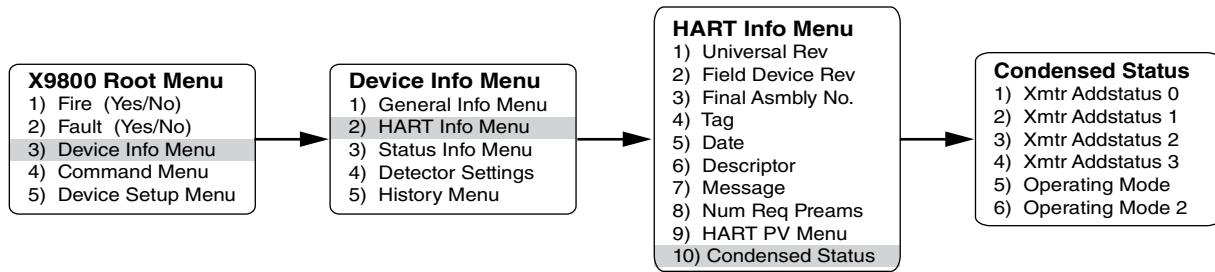 X9800 Root Menu
1) Fire (Yes/No)
2) Fault (Yes/No)
3) Device Info Menu
4) Command Menu
5) Device Setup Menu
Device Info Menu
1) General Info Menu
2) HART Info Menu
3) Status Info Menu
4) Detector Settings
5) History Menu
HART Info Menu
1) Universal Rev
2) Field Device Rev
3) Final Asmbly No.
4) Tag
5) Date
6) Descriptor
7) Message
8) Num Req Preams
9) HART PV Menu
10) Condensed Status
Condensed Status
1) Xmtr Addstatus 0
2) Xmtr Addstatus 1
3) Xmtr Addstatus 2
4) Xmtr Addstatus 3
5) Operating Mode
6) Operating Mode 2